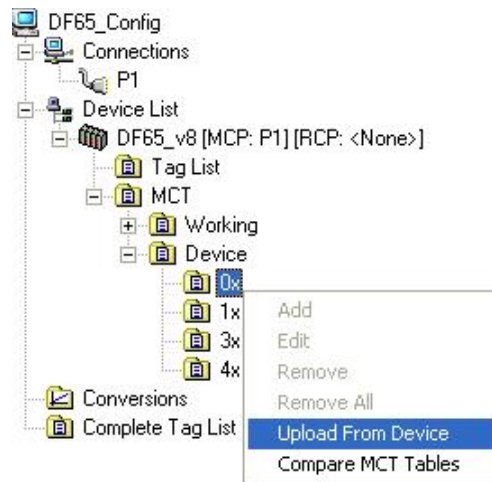 DF65_Config
Connections
P1
Device List
DF65_v8 [MCP: P1] [RCP: <None>]
Tag List
MCT
Working
Device
0x
1x
3x
4x
Conversions
Complete Tag List
Add
Edit
Remove
Remove All
Upload From Device
Compare MCT Tables